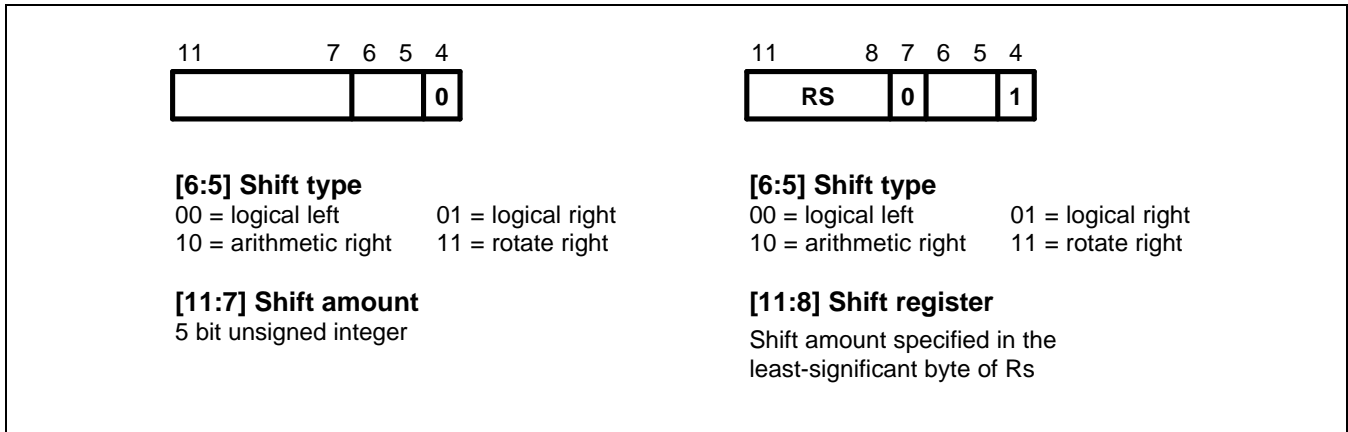 11 7 6 5 4
0
[6:5] Shift type
00 = logical left 01 = logical right
10 = arithmetic right 11 = rotate right
[11:7] Shift amount
5 bit unsigned integer
11 8 7 6 5 4
RS 0 1
[6:5] Shift type
00 = logical left 01 = logical right
10 = arithmetic right 11 = rotate right
[11:8] Shift register
Shift amount specified in the
least-significant byte of Rs